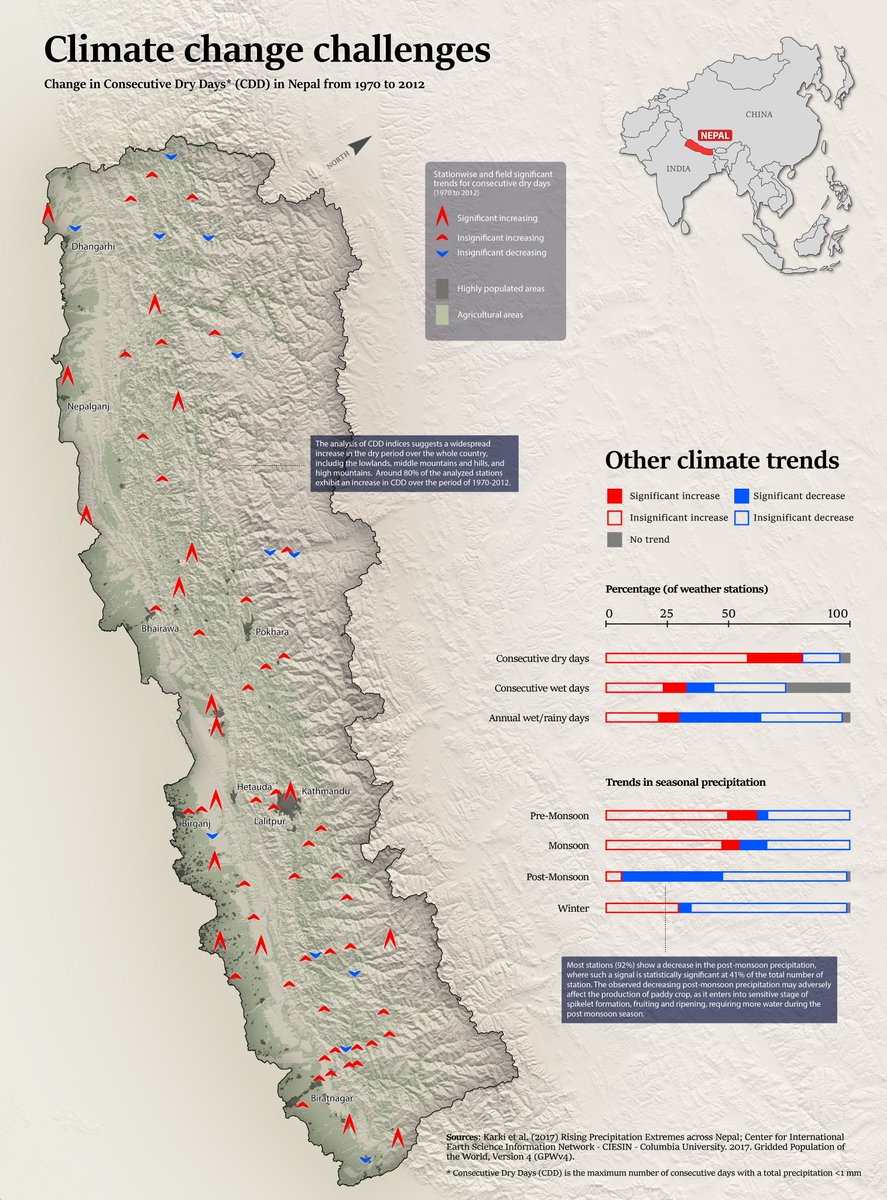 Climate change challenges
Change in Consecutive Dry Days* (CDD) in Nepal from 1970 to 2012
NORTH
CHINA
NEPAL
INDIA
Stationwise and field significant
trends for consecutive dry days
(1970 to 2012)
Significant increasing
Insignificant increasing
Insignificant decreasing
Highly populated areas
Agricultural areas
Dhangarhi
Nepalganj
The analysis of CDD indices suggests a widespread
increase in the dry period over the whole country,
includig the lowlands, middle mountains and hills, and
high mountains. Around 80% of the analyzed stations
exhibit an increase in CDD over the period of 1970-2012.
Bhairawa
Pokhara
Hetauda
Kathmandu
Birganj
Lalitpur
Biratnagar
Other climate trends
Significant increase
Significant decrease
Insignificant increase
Insignificant decrease
No trend
Percentage (of weather stations)
0 25 50 100
Consecutive dry days
Consecutive wet days
Annual wet/rainy days
Trends in seasonal precipitation
Pre-Monsoon
Monsoon
Post-Monsoon
Winter
Most stations (92%) show a decrease in the post-monsoon precipitation,
where such a signal is statistically significant at 41% of the total number of
station. The observed decreasing post-monsoon precipitation may adversely
affect the production of paddy crop, as it enters into sensitive stage of
spikelet formation, fruiting and ripening, requiring more water during the
post monsoon season.
Sources: Karki et al. (2017) Rising Precipitation Extremes across Nepal; Center for International
Earth Science Information Network - CIESIN - Columbia University. 2017. Gridded Population of
the World, Version 4 (GPWv4).
* Consecutive Dry Days (CDD) is the maximum number of consecutive days with a total precipitation <1 mm